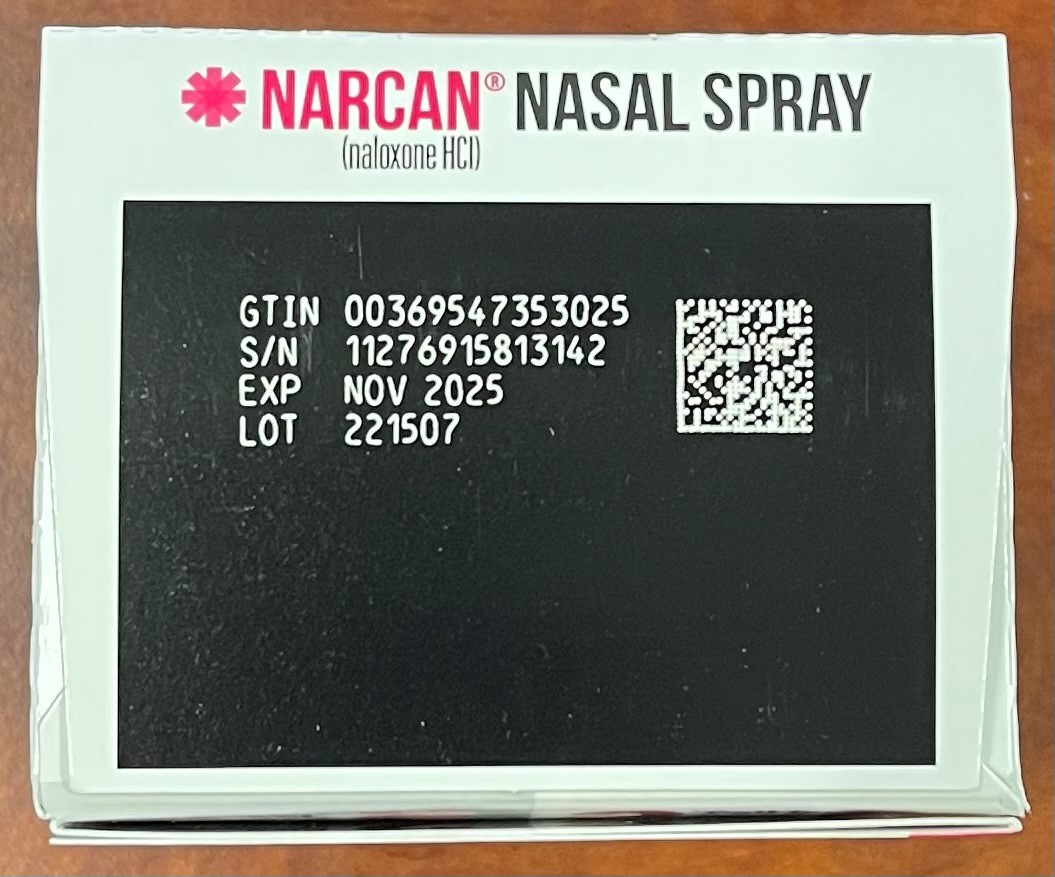 NARCAN® NASAL SPRAY
(naloxone HCl)
GTIN 00369547353025
S/N 11276915813142
EXP NOV 2025
LOT 221507